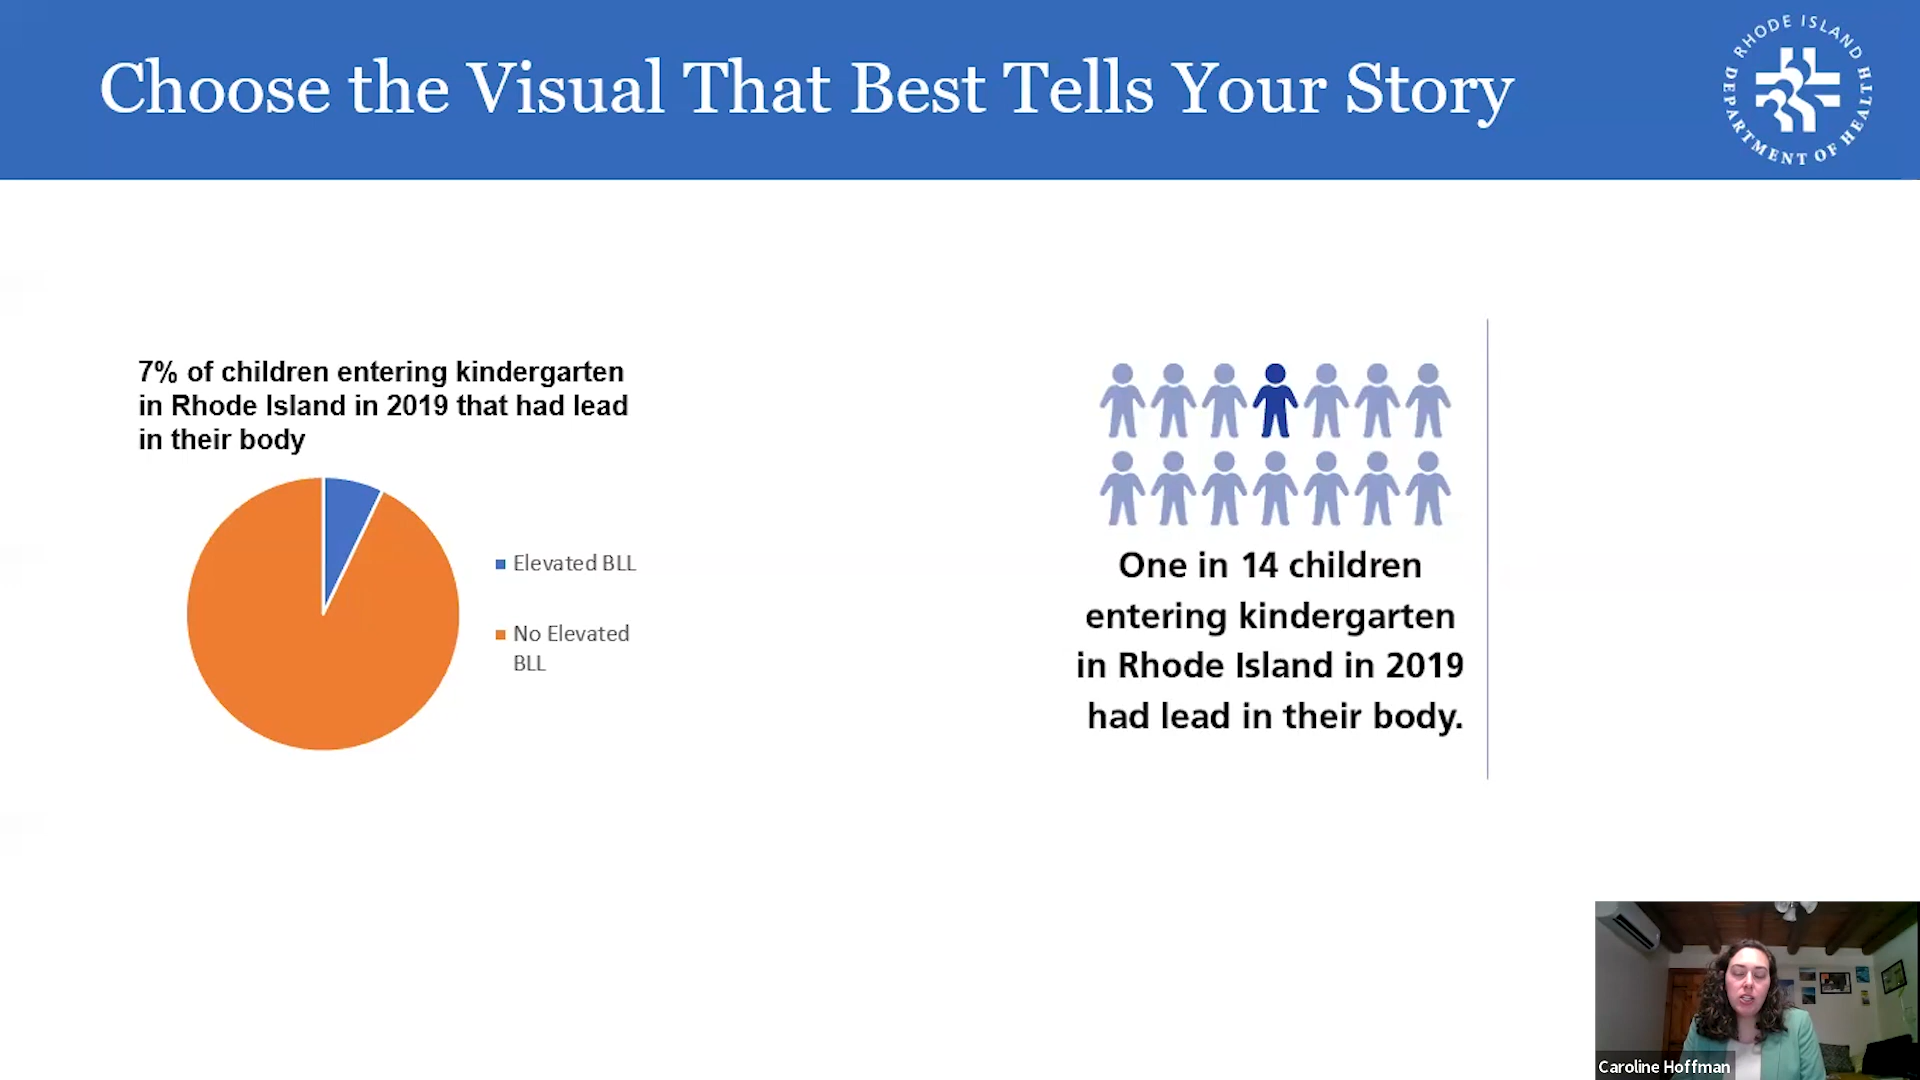 Choose the Visual That Best Tells Your Story
RHODE ISLAND
DEPARTMENT OF HEALTH
7% of children entering kindergarten
in Rhode Island in 2019 that had lead
in their body
Elevated BLL
No Elevated
BLL
One in 14 children
entering kindergarten
in Rhode Island in 2019
had lead in their body.
Caroline Hoffman